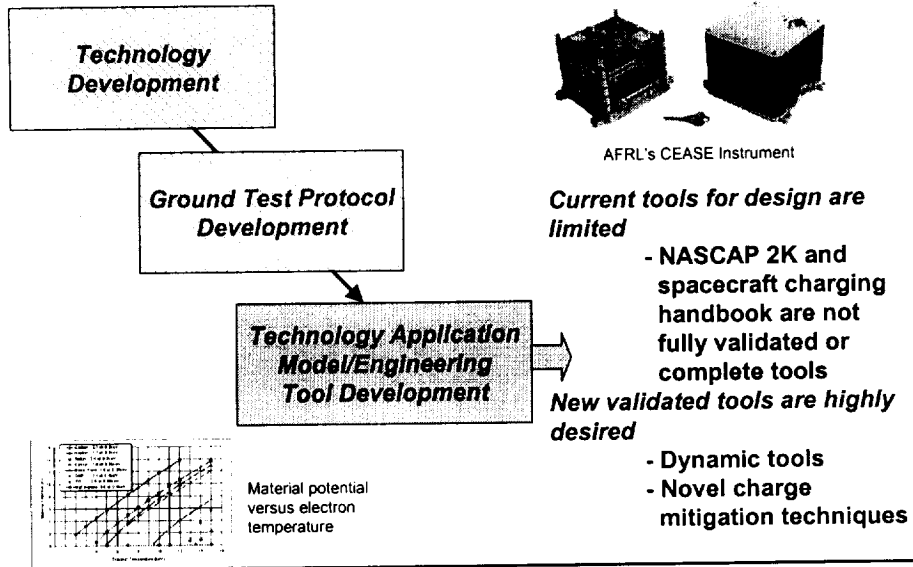 Technology
Development
Ground Test Protocol
Development
Technology Application
Model/Engineering
Tool Development
AFRL's CEASE Instrument
Current tools for design are
limited
- NASCAP 2K and
spacecraft charging
handbook are not
fully validated or
complete tools
New validated tools are highly
desired
- Dynamic tools
- Novel charge
mitigation techniques
Material potential
versus electron
temperature